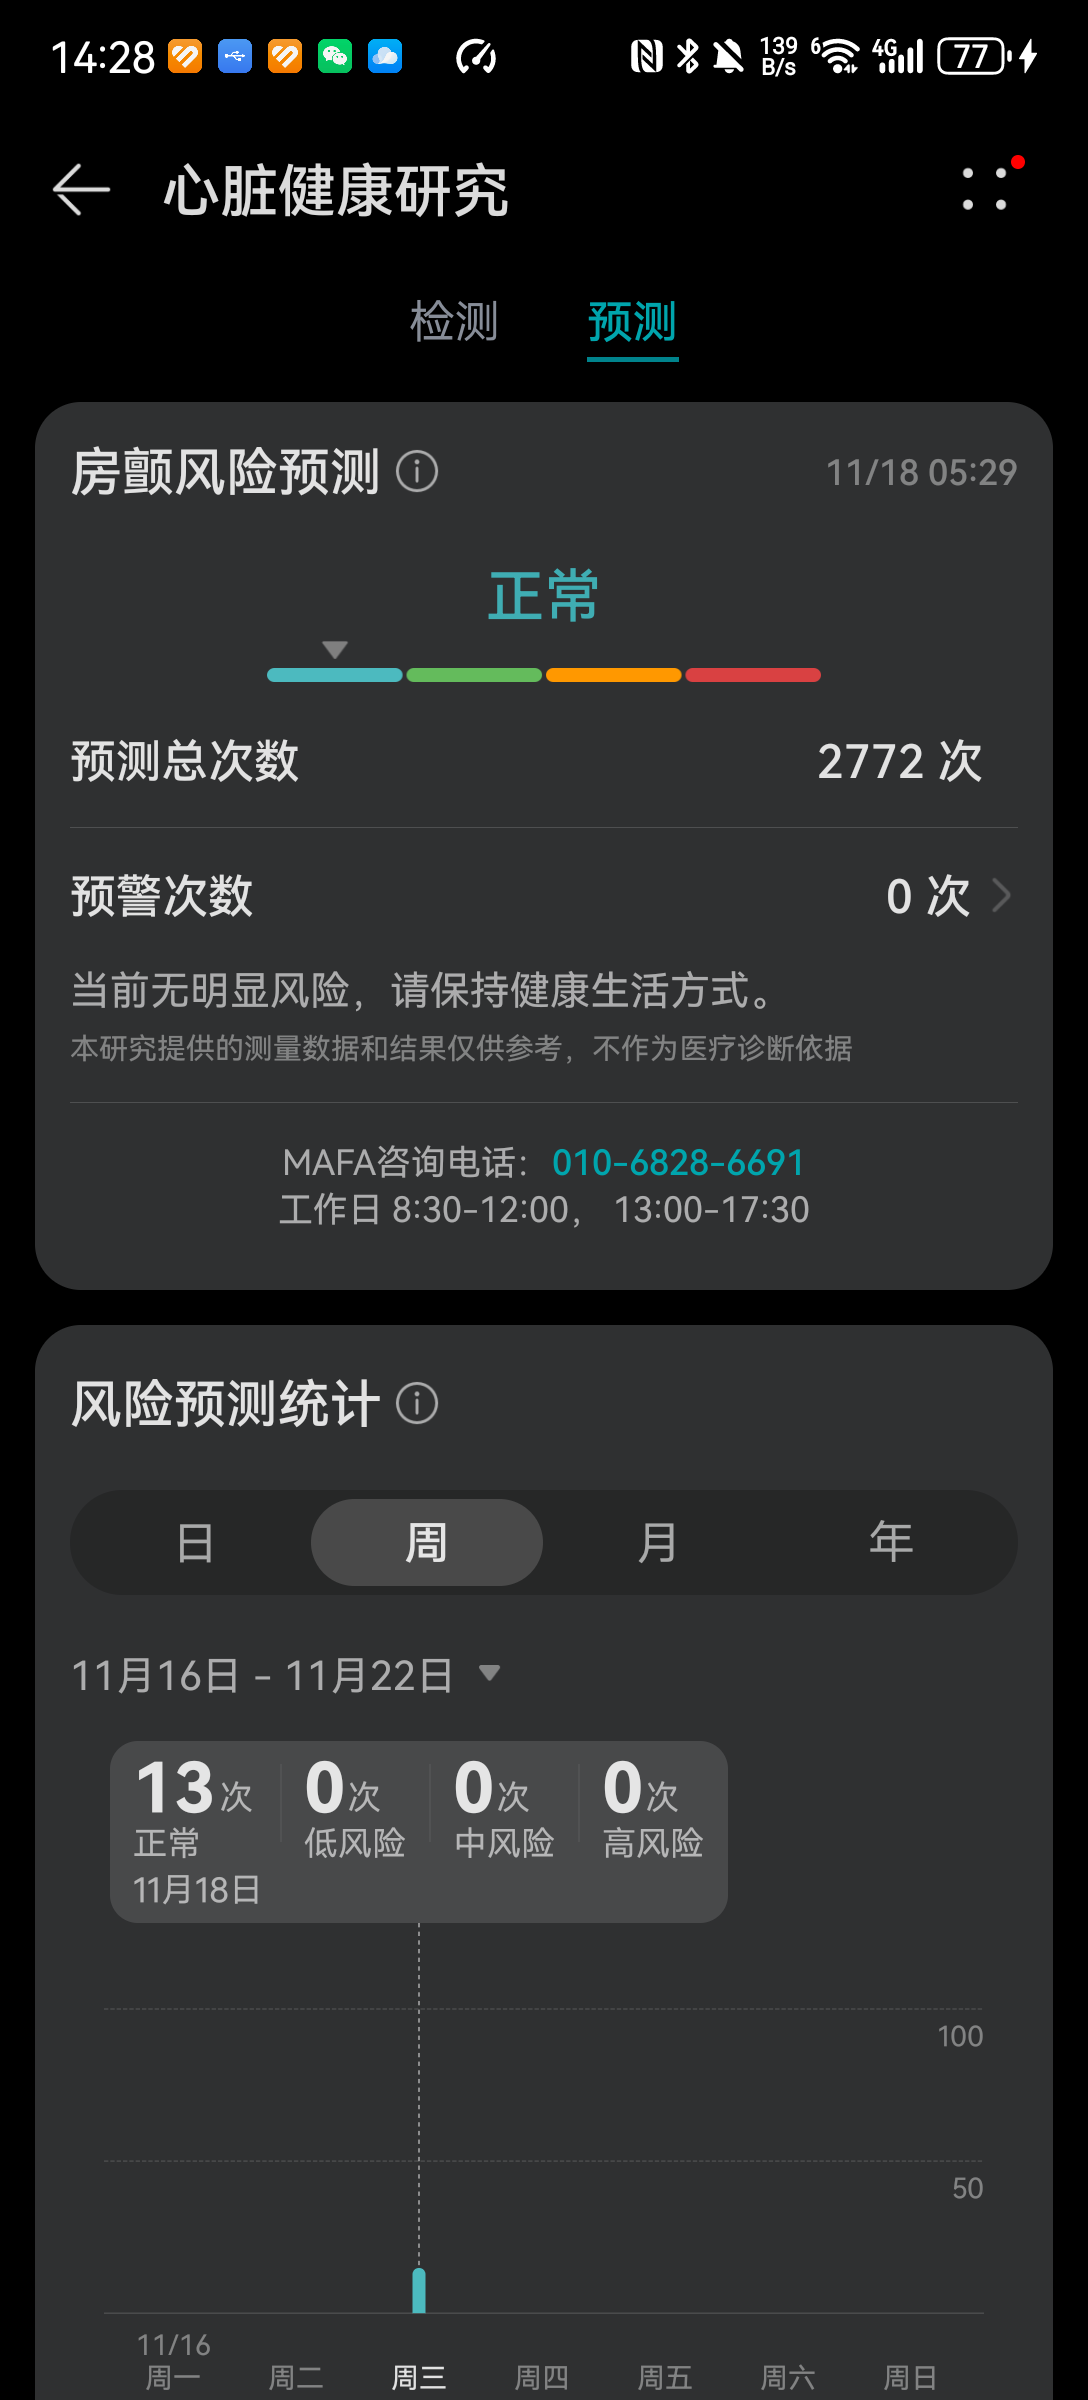 14:28
139 B/s
6
4G
77
心脏健康研究
检测 预测
房颤风险预测 11/18 05:29
正常
预测总次数 2772 次
预警次数 0 次
当前无明显风险，请保持健康生活方式。
本研究提供的测量数据和结果仅供参考，不作为医疗诊断依据
MAFA咨询电话：010-6828-6691
工作日 8:30-12:00， 13:00-17:30
风险预测统计
日 周 月 年
11月16日 - 11月22日
13次 0次 0次 0次
正常 低风险 中风险 高风险
11月18日
100
50
11/16
周一 周二 周三 周四 周五 周六 周日